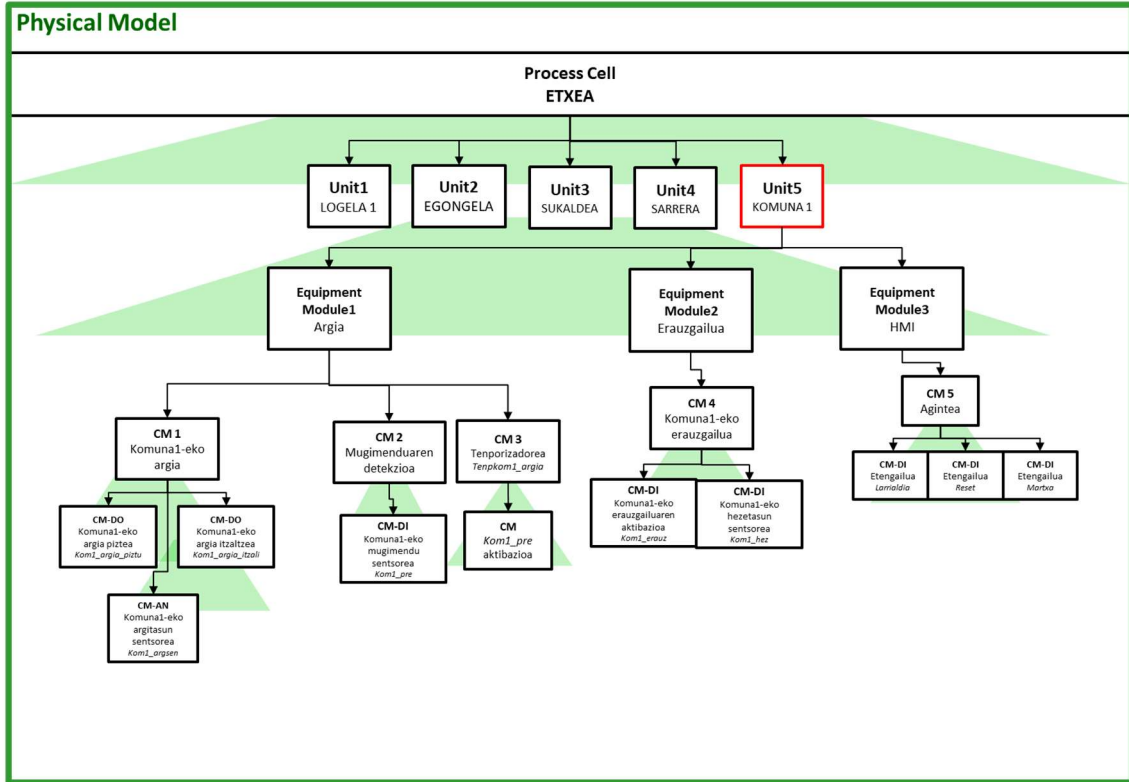 Physical Model
Process Cell
ETXEA
Unit1
LOGELA 1
Unit2
EGONGELA
Unit3
SUKALDEA
Unit4
SARRERA
Unit5
KOMUNA 1
Equipment
Module1
Argia
Equipment
Module2
Erauzgailua
Equipment
Module3
HMI
CM 1
Komuna1-eko
argia
CM 2
Mugimenduaren
detekzioa
CM 3
Tenporizadorea
Tenpkom1_argia
CM 4
Komuna1-eko
erauzgailua
CM 5
Agintea
CM-DO
Komuna1-eko
argia piztea
Kom1_argia_piztu
CM-DO
Komuna1-eko
argia itzaltzea
Kom1_argia_itzali
CM-AN
Komuna1-eko
argitasun
sentsorea
Kom1_argsen
CM-DI
Komuna1-eko
mugimendu
sentsorea
Kom1_pre
CM
Kom1_pre
aktibazioa
CM-DI
Komuna1-eko
erauzgailuaren
aktibazioa
Kom1_erauz
CM-DI
Komuna1-eko
hezetasun
sentsorea
Kom1_hez
CM-DI
Etengailua
Larrialdia
CM-DI
Etengailua
Reset
CM-DI
Etengailua
Martxa